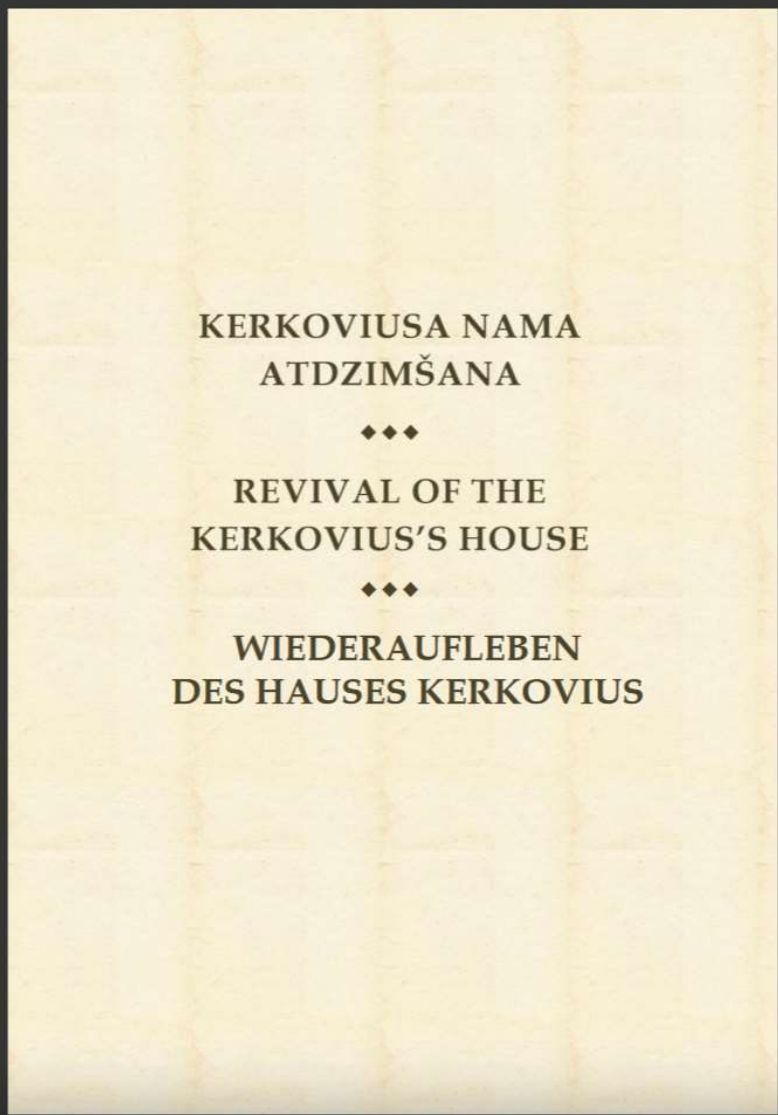 KERKOVIUSA NAMA
ATDZIMŠANA
◆◆◆
REVIVAL OF THE
KERKOVIUS’S HOUSE
◆◆◆
WIEDERAUFLEBEN
DES HAUSES KERKOVIUS